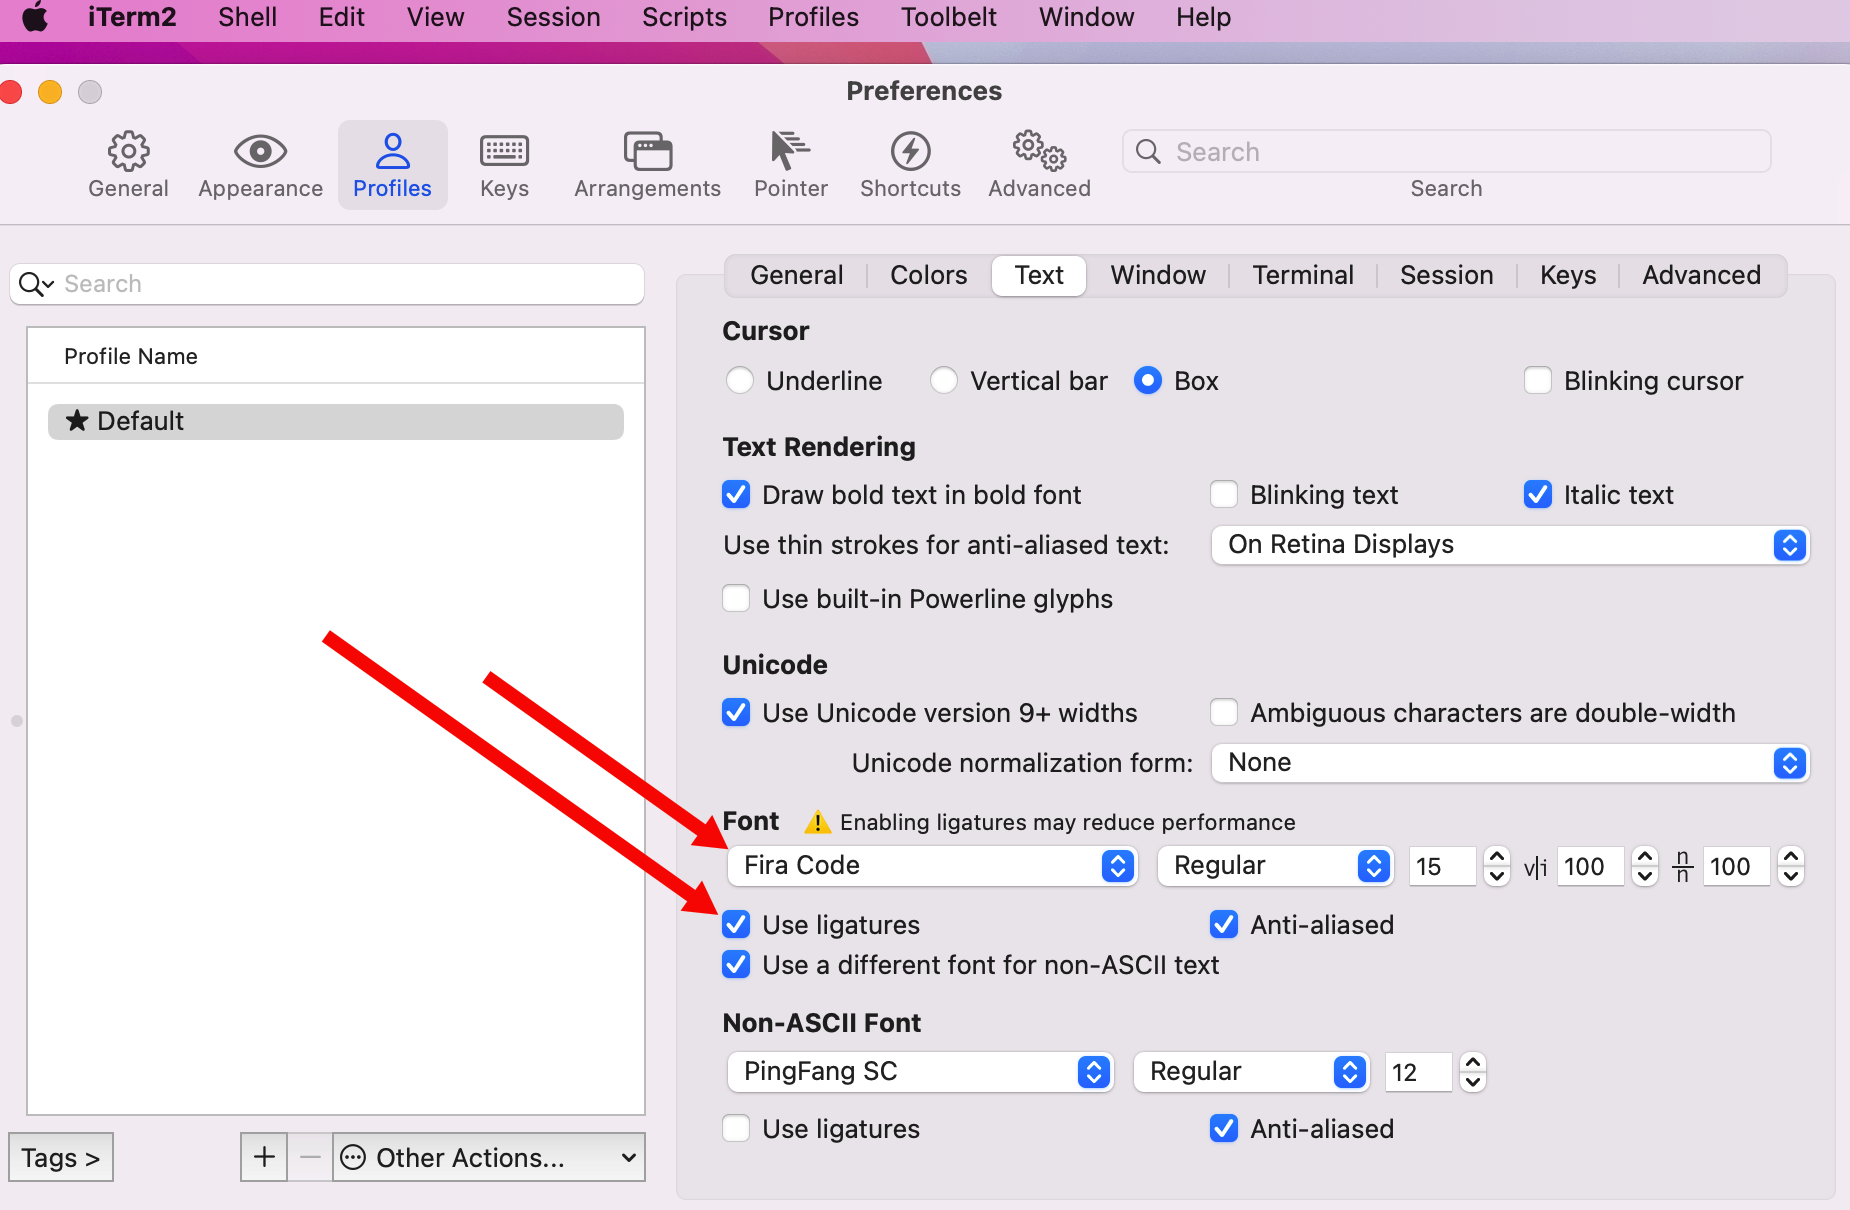 iTerm2 Shell Edit View Session Scripts Profiles Toolbelt Window Help
Preferences
General Appearance Profiles Keys Arrangements Pointer Shortcuts Advanced Search
Search
Search
General Colors Text Window Terminal Session Keys Advanced
Profile Name
★ Default
Cursor
Underline Vertical bar Box Blinking cursor
Text Rendering
Draw bold text in bold font Blinking text Italic text
Use thin strokes for anti-aliased text: On Retina Displays
Use built-in Powerline glyphs
Unicode
Use Unicode version 9+ widths Ambiguous characters are double-width
Unicode normalization form: None
Font ⚠ Enabling ligatures may reduce performance
Fira Code Regular 15 v|i 100 n/n 100
Use ligatures Anti-aliased
Use a different font for non-ASCII text
Non-ASCII Font
PingFang SC Regular 12
Use ligatures Anti-aliased
Tags > + − Other Actions...